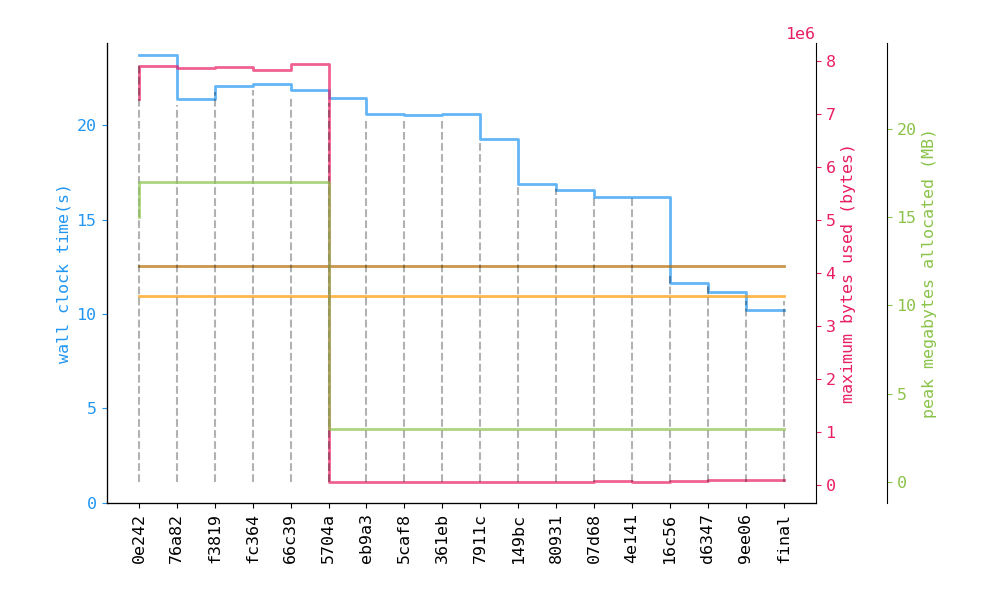 1e6
20
15
10
5
0
wall clock time(s)
8
7
6
5
4
3
2
1
0
maximum bytes used (bytes)
20
15
10
5
0
peak megabytes allocated (MB)
0e242
76a82
f3819
fc364
66c39
5704a
eb9a3
5caf8
361eb
7911c
149bc
80931
07d68
4e141
16c56
d6347
9ee06
final